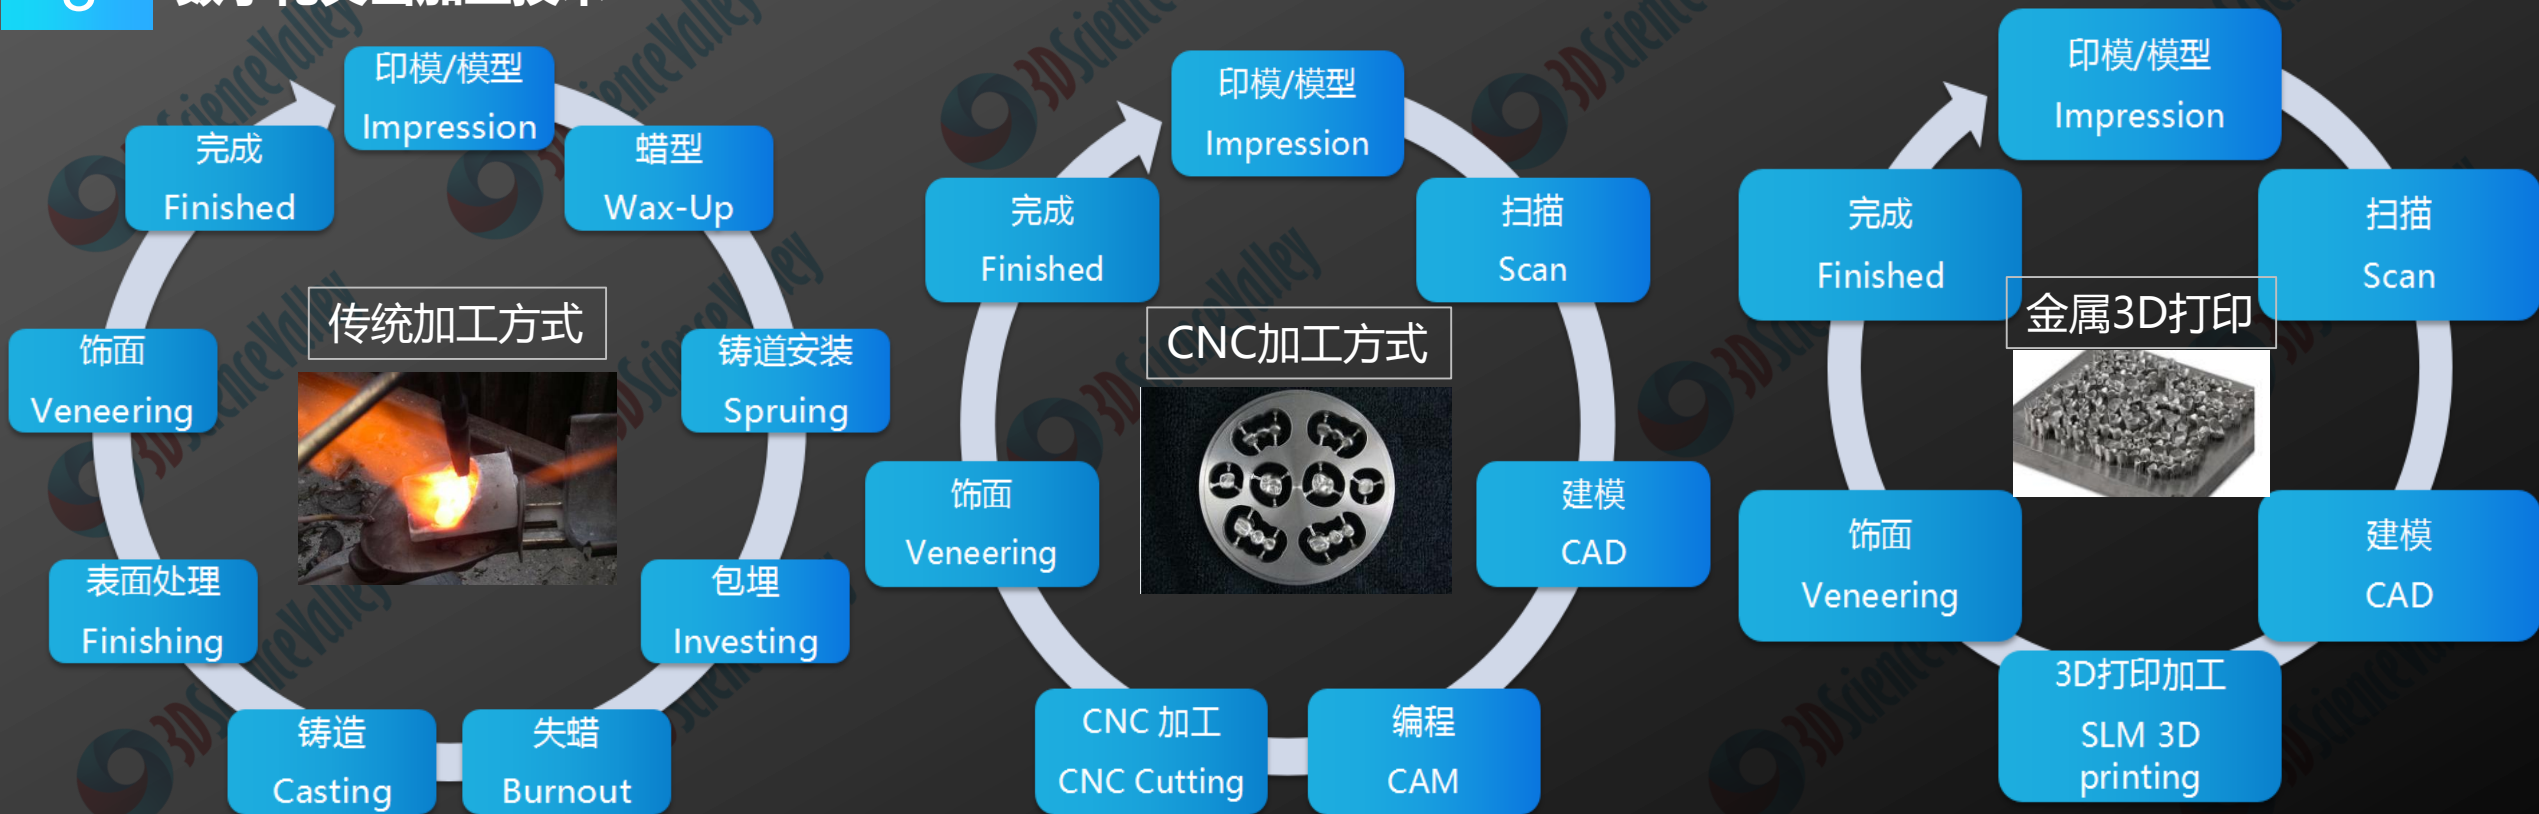 印模/模型
Impression
蜡型
Wax-Up
铸道安装
Spruing
包埋
Investing
失蜡
Burnout
铸造
Casting
表面处理
Finishing
饰面
Veneering
完成
Finished
传统加工方式
印模/模型
Impression
扫描
Scan
建模
CAD
编程
CAM
CNC 加工
CNC Cutting
饰面
Veneering
完成
Finished
CNC加工方式
印模/模型
Impression
扫描
Scan
建模
CAD
3D打印加工
SLM 3D
printing
饰面
Veneering
完成
Finished
金属3D打印
3DScienceValley